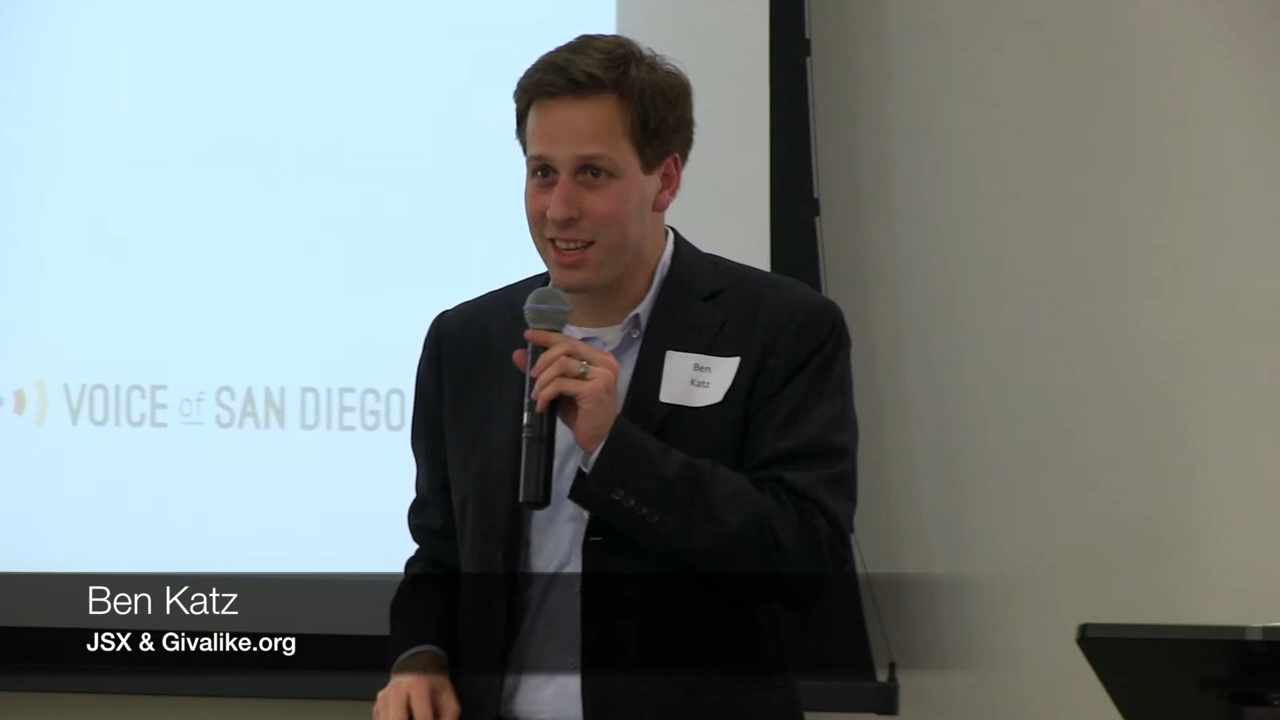 VOICE of SAN DIEGO
Ben
Katz
Ben Katz
JSX & Givalike.org